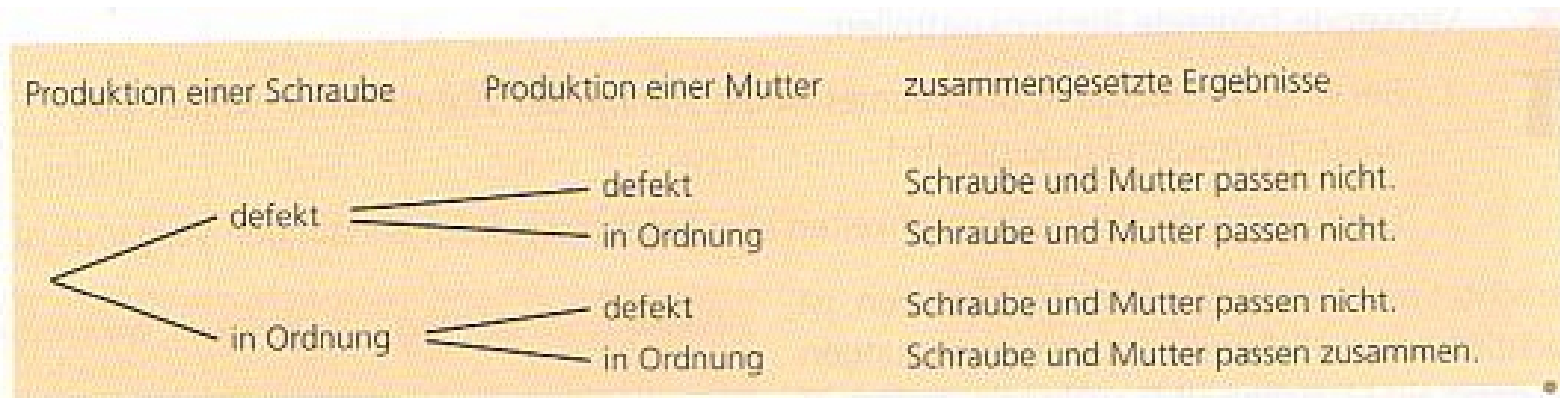 Produktion einer Schraube Produktion einer Mutter zusammengesetzte Ergebnisse
defekt Schraube und Mutter passen nicht.
defekt
in Ordnung Schraube und Mutter passen nicht.
defekt Schraube und Mutter passen nicht.
in Ordnung
in Ordnung Schraube und Mutter passen zusammen.